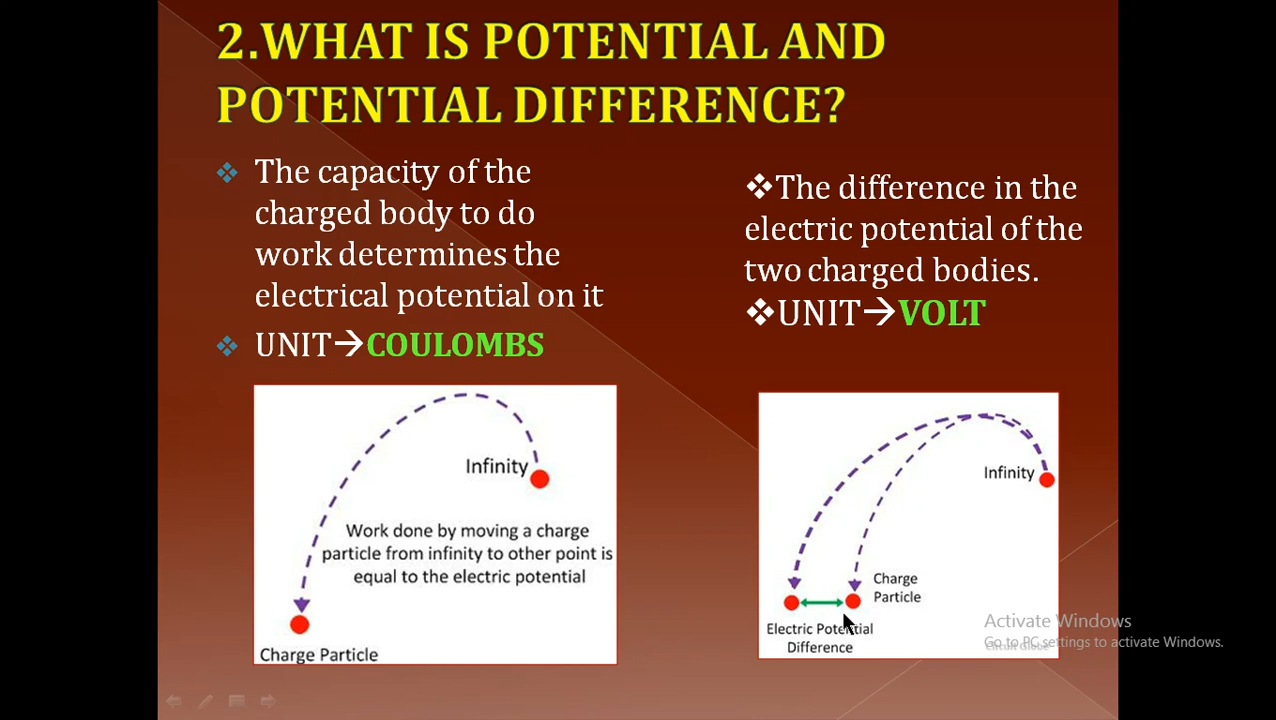 2.WHAT IS POTENTIAL AND
POTENTIAL DIFFERENCE?
❖ The capacity of the
charged body to do
work determines the
electrical potential on it
❖ UNIT→COULOMBS
❖The difference in the
electric potential of the
two charged bodies.
❖UNIT→VOLT
Infinity
Work done by moving a charge
particle from infinity to other point is
equal to the electric potential
Charge Particle
Infinity
Charge
Particle
Electric Potential
Difference
Activate Windows
Go to PC settings to activate Windows.
Circuit Globe